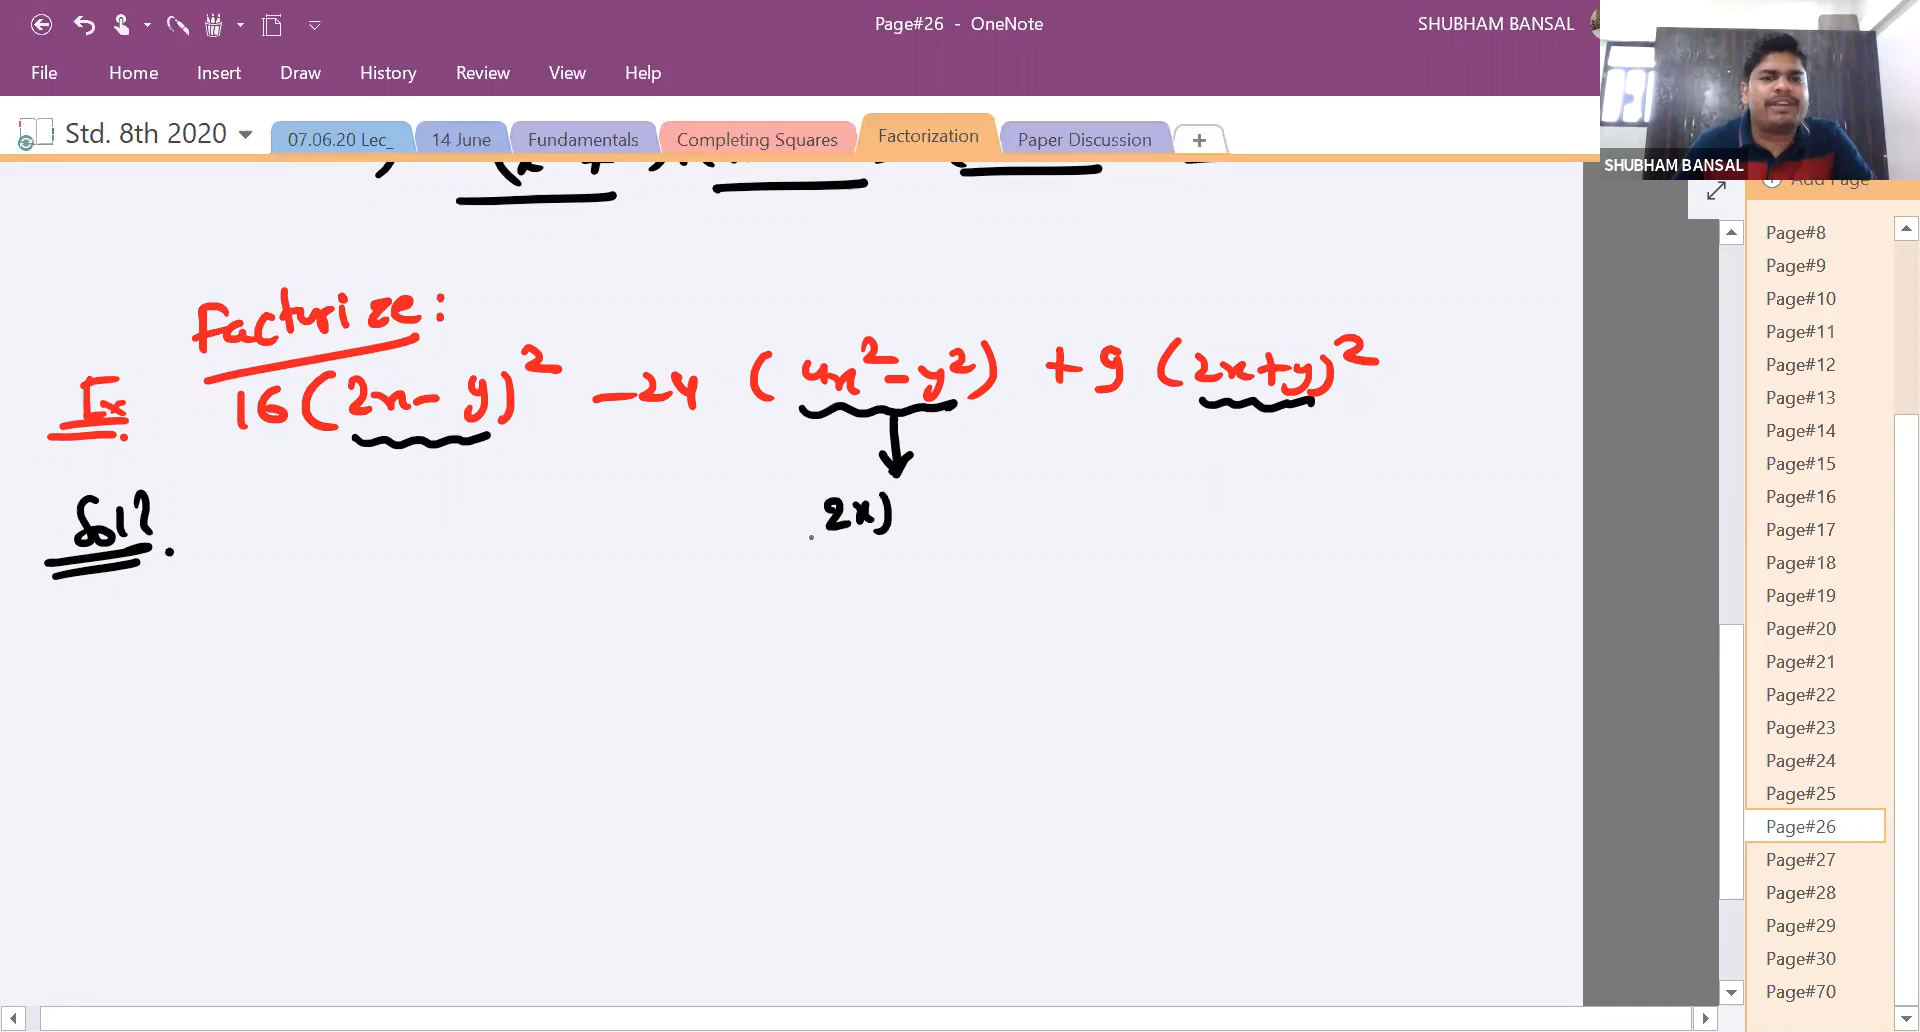 Page#26 - OneNote
SHUBHAM BANSAL
File Home Insert Draw History Review View Help
SHUBHAM BANSAL
Std. 8th 2020
07.06.20 Lec_ 14 June Fundamentals Completing Squares Factorization Paper Discussion +
Add Page
Factorize:
Ex 16(2x-y)² -24 (4x²-y²) +9 (2x+y)²
Sol?.
2x)
Page#8
Page#9
Page#10
Page#11
Page#12
Page#13
Page#14
Page#15
Page#16
Page#17
Page#18
Page#19
Page#20
Page#21
Page#22
Page#23
Page#24
Page#25
Page#26
Page#27
Page#28
Page#29
Page#30
Page#70